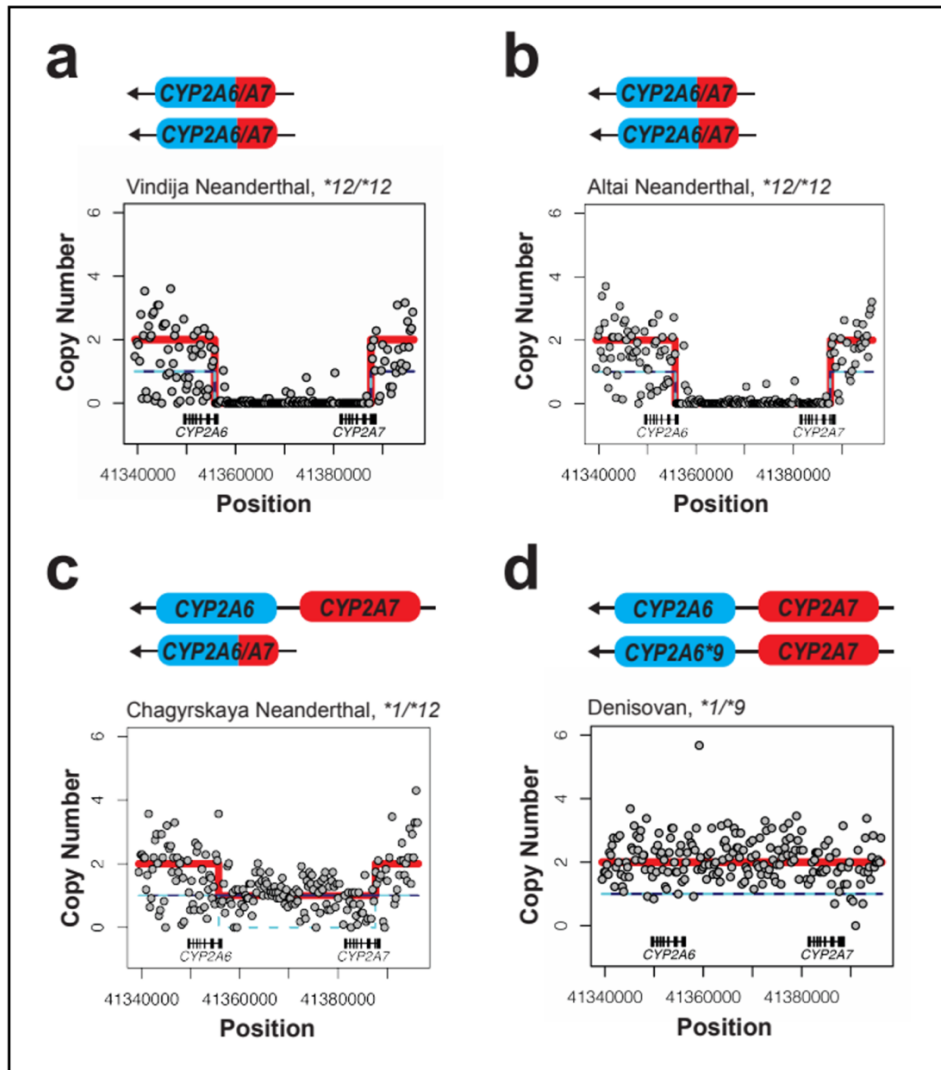 a
CYP2A6/A7
CYP2A6/A7
Vindija Neanderthal, *12/*12
Copy Number
6
4
2
0
CYP2A6
CYP2A7
41340000 41360000 41380000
Position
b
CYP2A6/A7
CYP2A6/A7
Altai Neanderthal, *12/*12
Copy Number
6
4
2
0
CYP2A6
CYP2A7
41340000 41360000 41380000
Position
c
CYP2A6
CYP2A7
CYP2A6/A7
Chagyrskaya Neanderthal, *1/*12
Copy Number
6
4
2
0
CYP2A6
CYP2A7
41340000 41360000 41380000
Position
d
CYP2A6
CYP2A7
CYP2A6*9
CYP2A7
Denisovan, *1/*9
Copy Number
6
4
2
0
CYP2A6
CYP2A7
41340000 41360000 41380000
Position